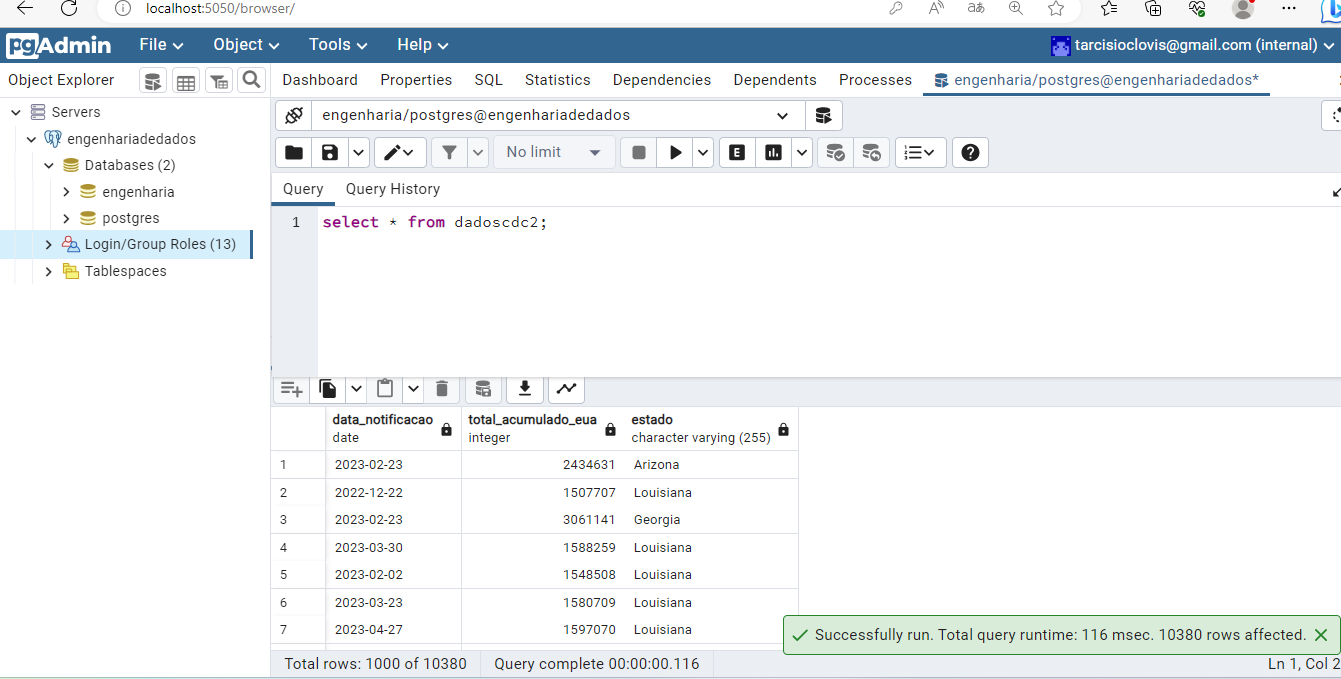 localhost:5050/browser/
pgAdmin File Object Tools Help tarcisioclovis@gmail.com (internal)
Object Explorer Dashboard Properties SQL Statistics Dependencies Dependents Processes engenharia/postgres@engenhariadedados*
Servers
engenhariadedados
Databases (2)
engenharia
postgres
Login/Group Roles (13)
Tablespaces
engenharia/postgres@engenhariadedados
No limit
Query Query History
1 select * from dadoscdc2;
data_notificacao total_acumulado_eua estado
date integer character varying (255)
1 2023-02-23 2434631 Arizona
2 2022-12-22 1507707 Louisiana
3 2023-02-23 3061141 Georgia
4 2023-03-30 1588259 Louisiana
5 2023-02-02 1548508 Louisiana
6 2023-03-23 1580709 Louisiana
7 2023-04-27 1597070 Louisiana
Successfully run. Total query runtime: 116 msec. 10380 rows affected.
Total rows: 1000 of 10380 Query complete 00:00:00.116 Ln 1, Col 2